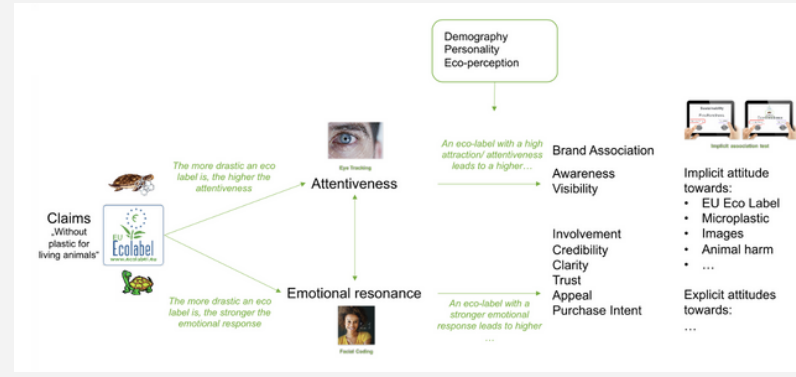 Demography
Personality
Eco-perception
The more drastic an eco
label is, the higher the
attentiveness
Eye Tracking
Attentiveness
An eco-label with a high
attraction/ attentiveness
leads to a higher…
Brand Association
Awareness
Visibility
Implicit association test
Claims
„Without
plastic for
living animals“
EU
Ecolabel
www.ecolabel.eu
Involvement
Credibility
Clarity
Trust
Appeal
Purchase Intent
Implicit attitude
towards:
• EU Eco Label
• Microplastic
• Images
• Animal harm
• …
Explicit attitudes
towards:
…
The more drastic an eco
label is, the stronger the
emotional response
Emotional resonance
Facial Coding
An eco-label with a
stronger emotional
response leads to higher
…